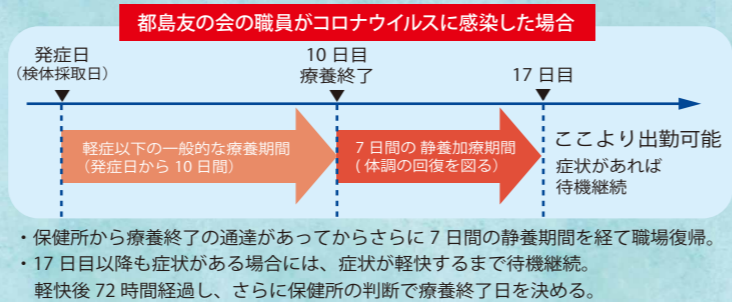 都島友の会の職員がコロナウイルスに感染した場合
発症日
（検体採取日）
10 日目
療養終了
17 日目
軽症以下の一般的な療養期間
（発症日から 10 日間）
7 日間の 静養加療期間
( 体調の回復を図る）
ここより出勤可能
症状があれば
待機継続
・保健所から療養終了の通達があってからさらに 7 日間の静養期間を経て職場復帰。
・17 日目以降も症状がある場合には、症状が軽快するまで待機継続。
軽快後 72 時間経過し、さらに保健所の判断で療養終了日を決める。